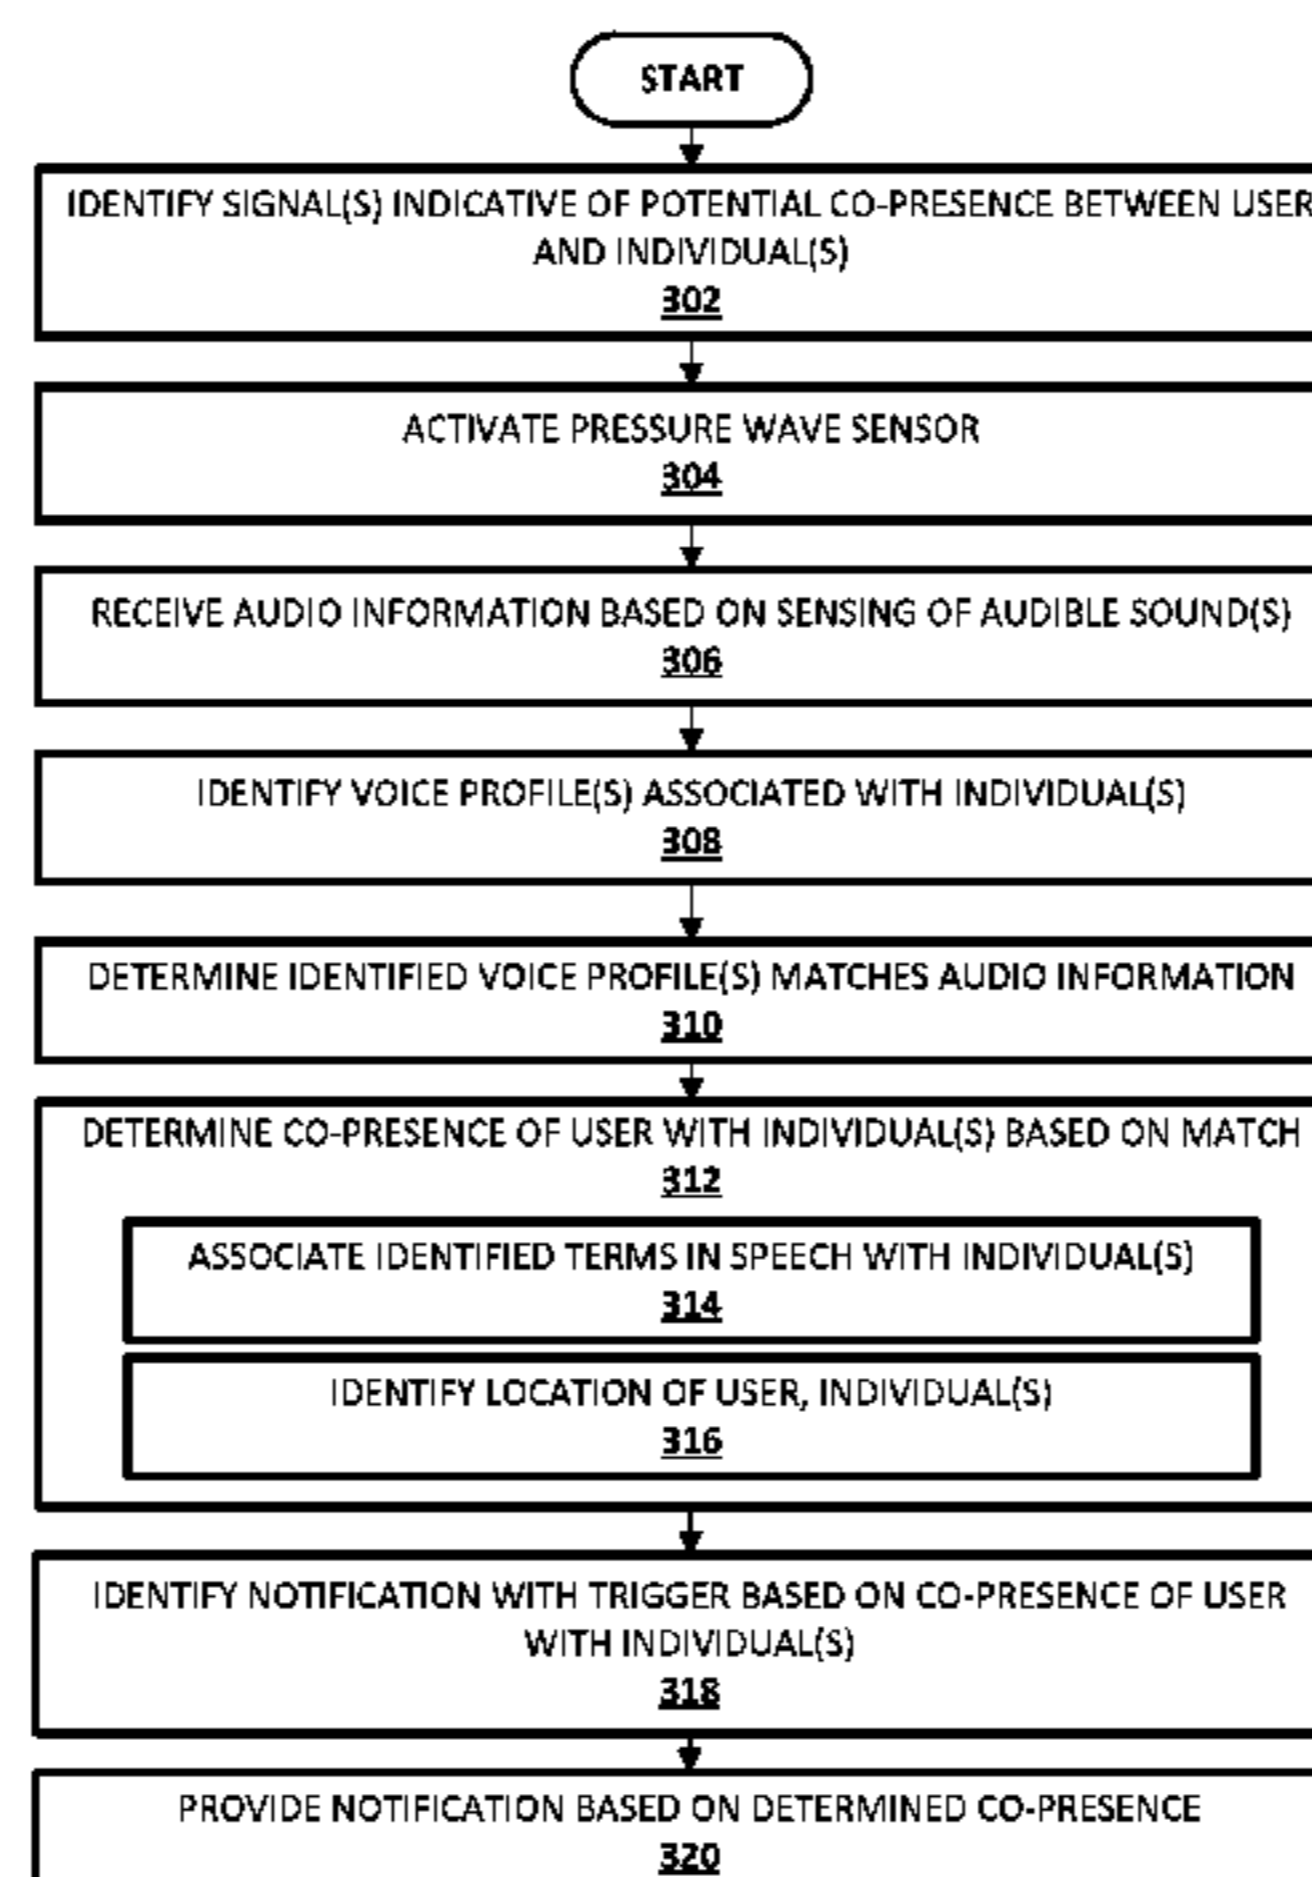 START
IDENTIFY SIGNAL(S) INDICATIVE OF POTENTIAL CO-PRESENCE BETWEEN USER
AND INDIVIDUAL(S)
302
ACTIVATE PRESSURE WAVE SENSOR
304
RECEIVE AUDIO INFORMATION BASED ON SENSING OF AUDIBLE SOUND(S)
306
IDENTIFY VOICE PROFILE(S) ASSOCIATED WITH INDIVIDUAL(S)
308
DETERMINE IDENTIFIED VOICE PROFILE(S) MATCHES AUDIO INFORMATION
310
DETERMINE CO-PRESENCE OF USER WITH INDIVIDUAL(S) BASED ON MATCH
312
ASSOCIATE IDENTIFIED TERMS IN SPEECH WITH INDIVIDUAL(S)
314
IDENTIFY LOCATION OF USER, INDIVIDUAL(S)
316
IDENTIFY NOTIFICATION WITH TRIGGER BASED ON CO-PRESENCE OF USER
WITH INDIVIDUAL(S)
318
PROVIDE NOTIFICATION BASED ON DETERMINED CO-PRESENCE
320